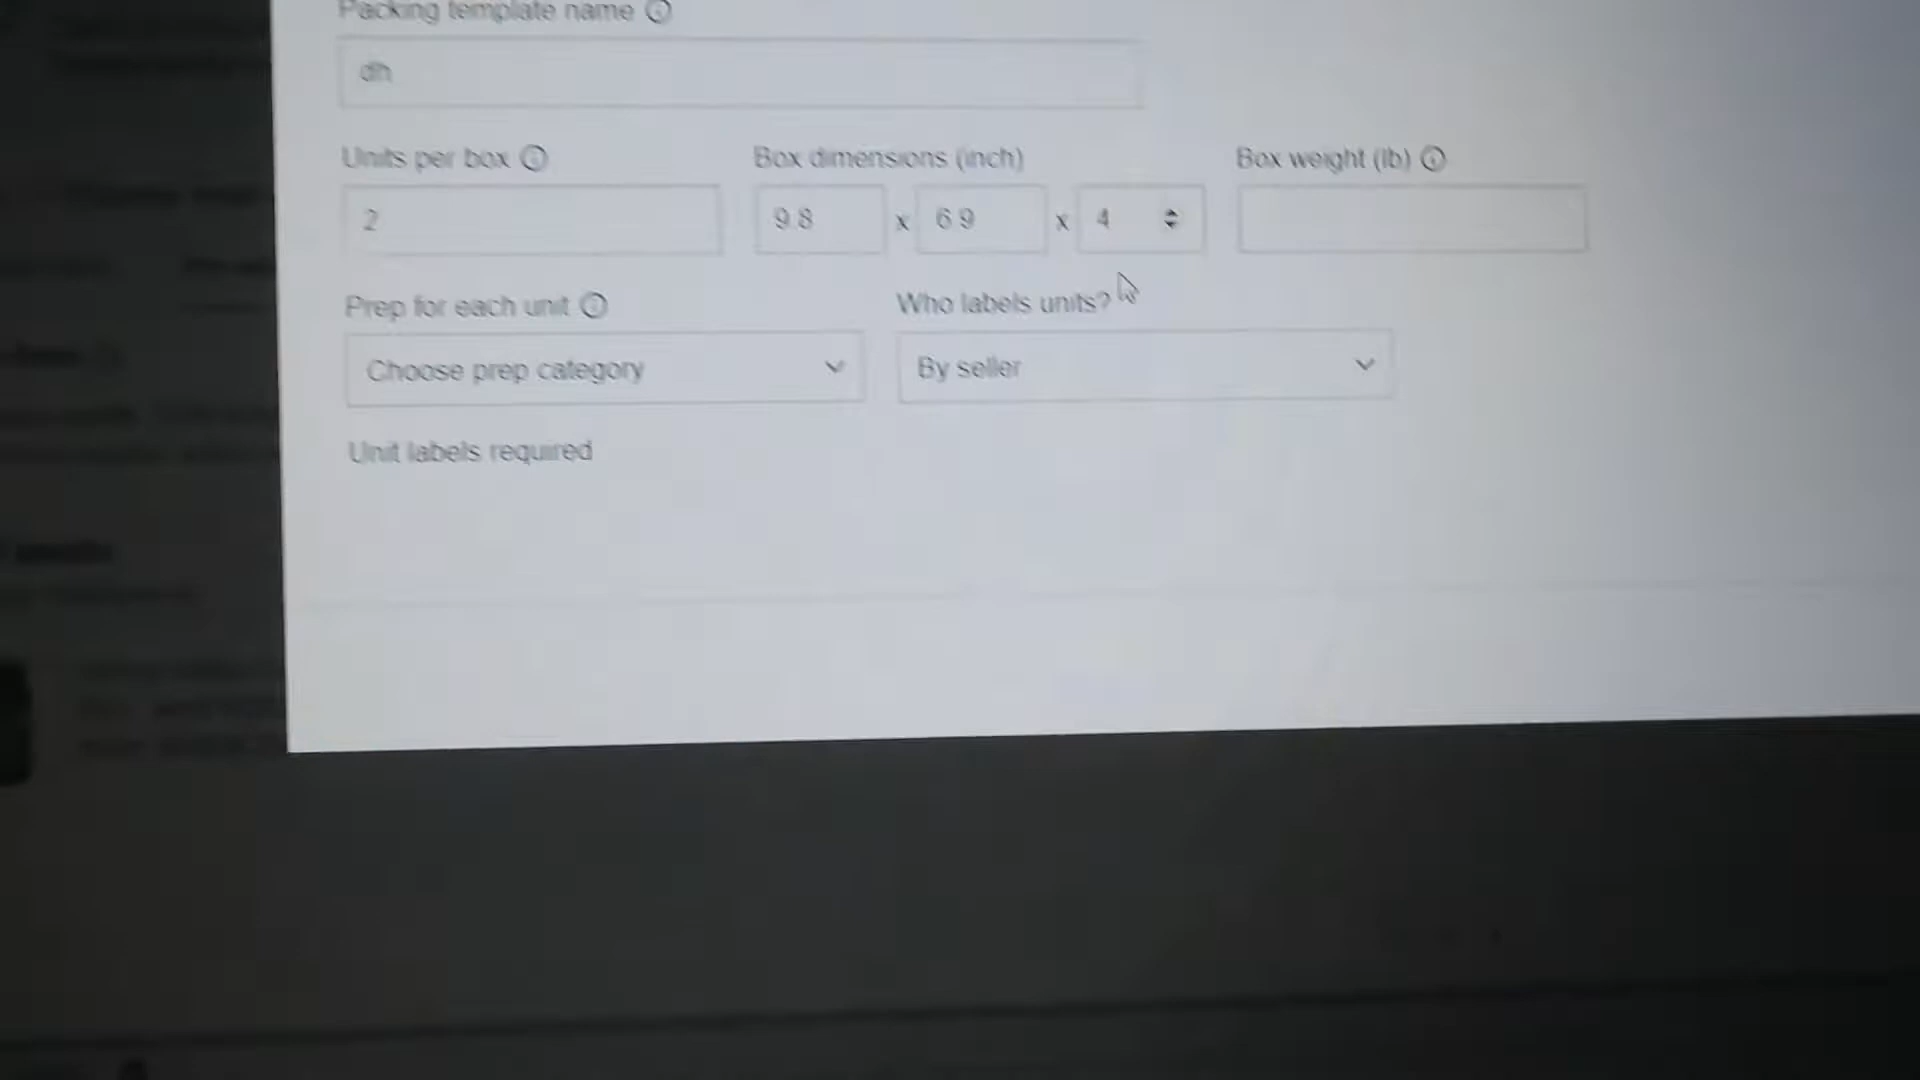 Packing template name
dh
Units per box
Box dimensions (inch)
Box weight (lb)
2
9.8 x 6.9 x 4
Prep for each unit
Who labels units?
Choose prep category
By seller
Unit labels required